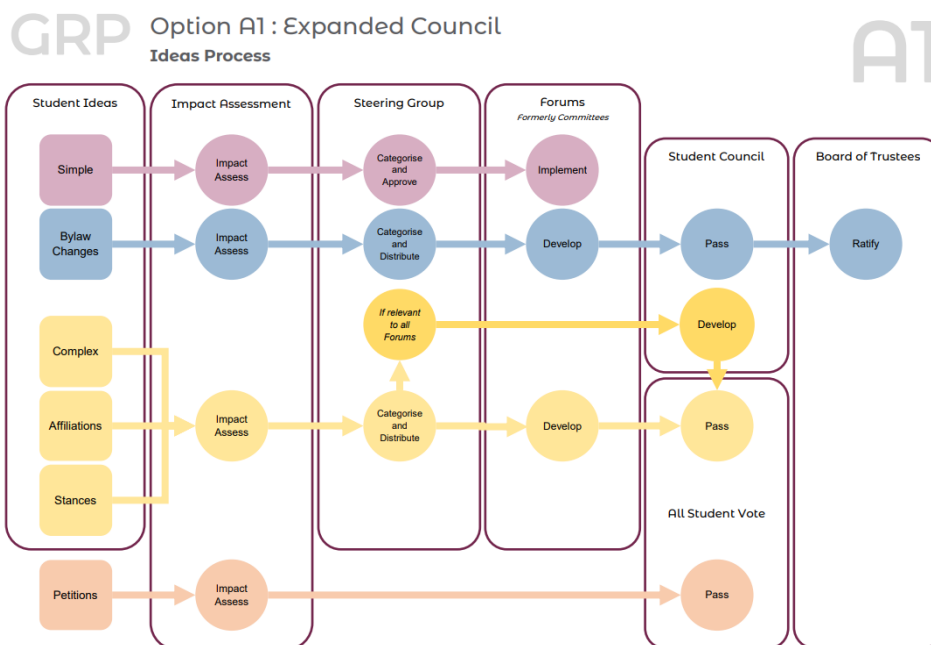 GRP
Option A1 : Expanded Council
A1
Ideas Process
Student Ideas
Impact Assessment
Steering Group
Forums
Formerly Committees
Student Council
Board of Trustees
Simple
Impact
Assess
Categorise
and
Approve
Implement
Bylaw
Changes
Impact
Assess
Categorise
and
Distribute
Develop
Pass
Ratify
If relevant
to all
Forums
Develop
Complex
Affiliations
Stances
Impact
Assess
Categorise
and
Distribute
Develop
Pass
All Student Vote
Petitions
Impact
Assess
Pass